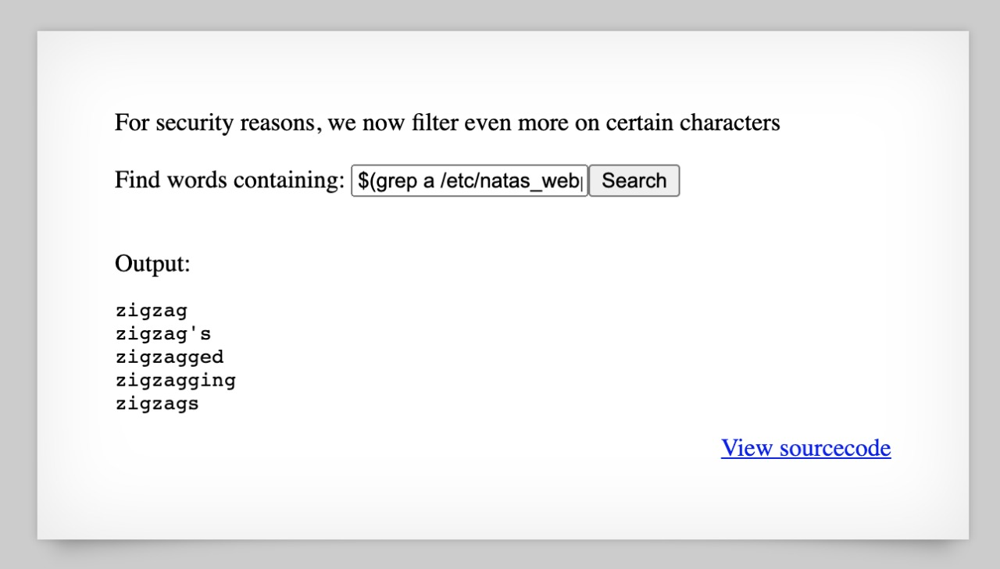 For security reasons, we now filter even more on certain characters
Find words containing: $(grep a /etc/natas_web Search
Output:
zigzag
zigzag's
zigzagged
zigzagging
zigzags
View sourcecode